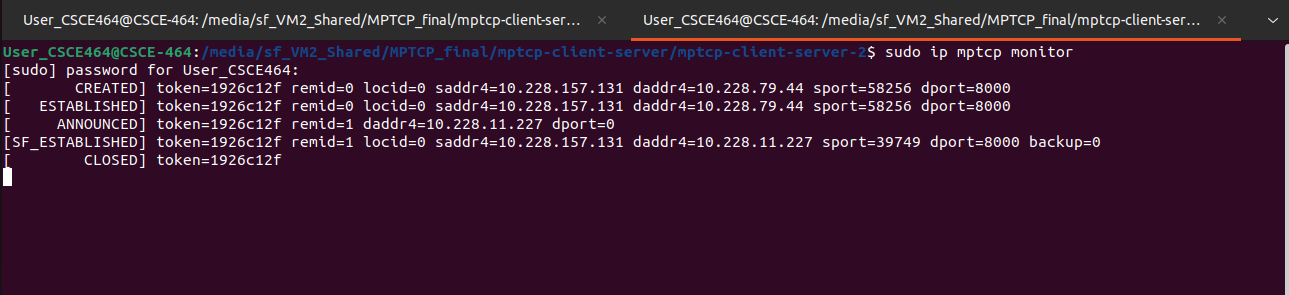 User_CSCE464@CSCE-464: /media/sf_VM2_Shared/MPTCP_final/mptcp-client-ser... × User_CSCE464@CSCE-464: /media/sf_VM2_Shared/MPTCP_final/mptcp-client-ser... ×
User_CSCE464@CSCE-464:/media/sf_VM2_Shared/MPTCP_final/mptcp-client-server/mptcp-client-server-2$ sudo ip mptcp monitor
[sudo] password for User_CSCE464:
[       CREATED] token=1926c12f remid=0 locid=0 saddr4=10.228.157.131 daddr4=10.228.79.44 sport=58256 dport=8000
[   ESTABLISHED] token=1926c12f remid=0 locid=0 saddr4=10.228.157.131 daddr4=10.228.79.44 sport=58256 dport=8000
[     ANNOUNCED] token=1926c12f remid=1 daddr4=10.228.11.227 dport=0
[SF_ESTABLISHED] token=1926c12f remid=1 locid=0 saddr4=10.228.157.131 daddr4=10.228.11.227 sport=39749 dport=8000 backup=0
[        CLOSED] token=1926c12f